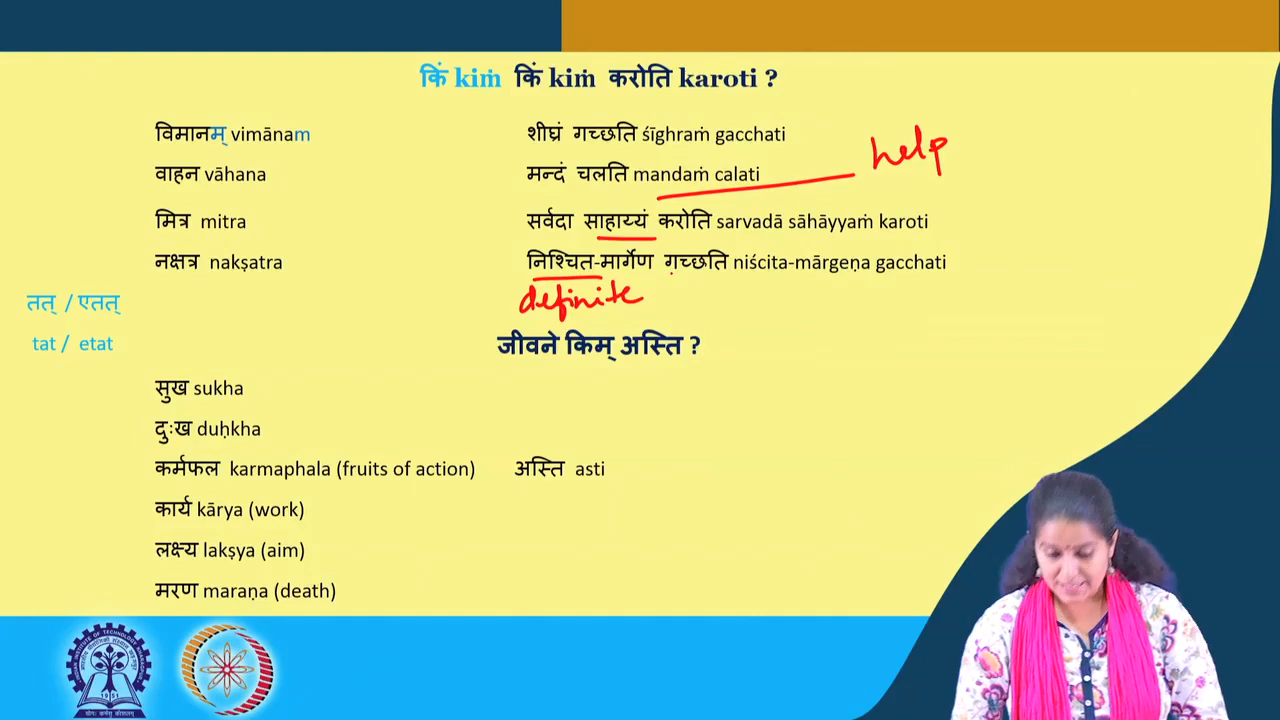 किं kiṁ किं kiṁ करोति karoti ?
विमानम् vimānam शीघ्रं गच्छति śīghraṁ gacchati
वाहन vāhana मन्दं चलति mandaṁ calati
help
मित्र mitra सर्वदा साहाय्यं करोति sarvadā sāhāyyaṁ karoti
नक्षत्र nakṣatra निश्चित-मार्गेण गच्छति niścita-mārgeṇa gacchati
definite
तत् / एतत्
tat / etat
जीवने किम् अस्ति ?
सुख sukha
दुःख duḥkha
कर्मफल karmaphala (fruits of action) अस्ति asti
कार्य kārya (work)
लक्ष्य lakṣya (aim)
मरण maraṇa (death)